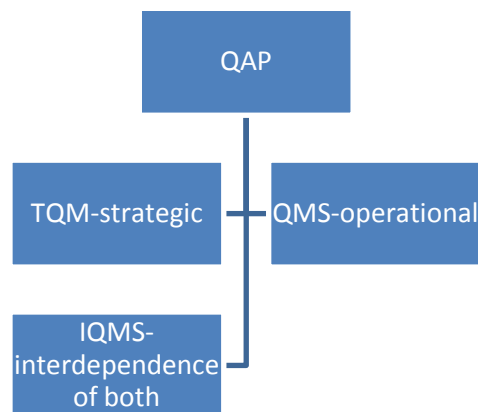 QAP
TQM-strategic
QMS-operational
IQMS-
interdependence
of both